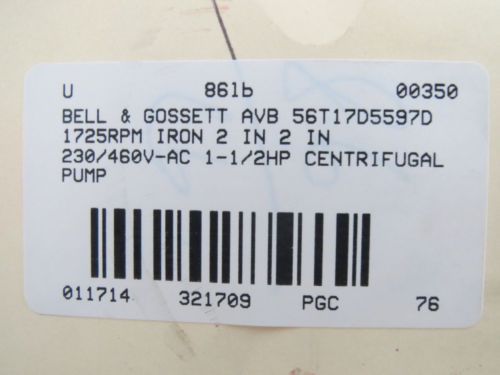 U 86lb 00350
BELL & GOSSETT AVB 56T17D5597D
1725RPM IRON 2 IN 2 IN
230/460V-AC 1-1/2HP CENTRIFUGAL
PUMP
011714 321709 PGC 76